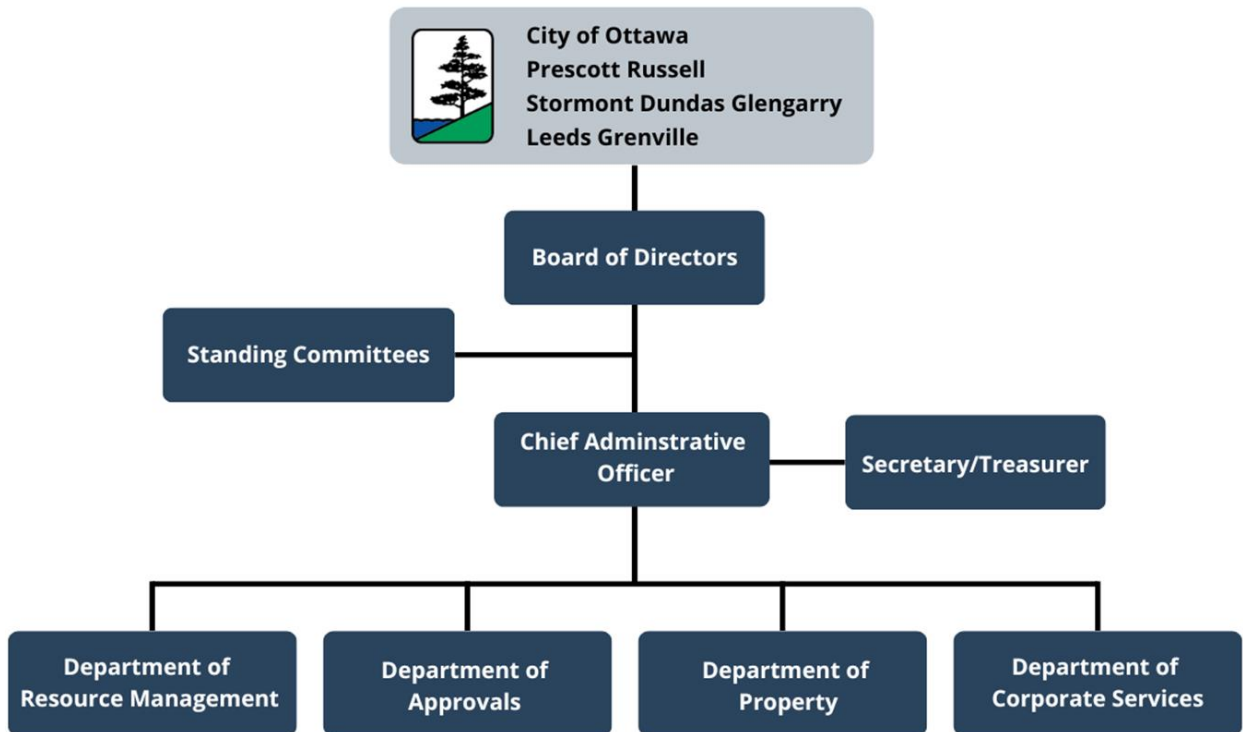 City of Ottawa
Prescott Russell
Stormont Dundas Glengarry
Leeds Grenville
Board of Directors
Standing Committees
Chief Adminstrative
Officer
Secretary/Treasurer
Department of
Resource Management
Department of
Approvals
Department of
Property
Department of
Corporate Services